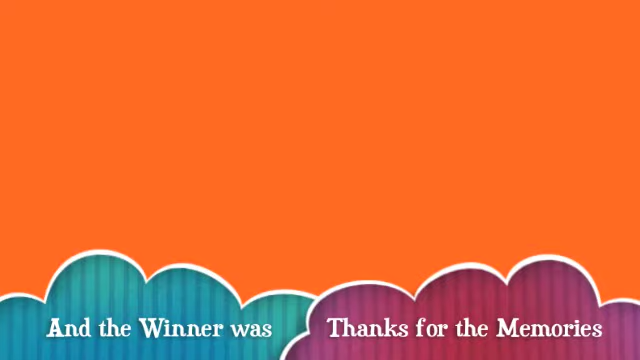 And the Winner was
Thanks for the Memories